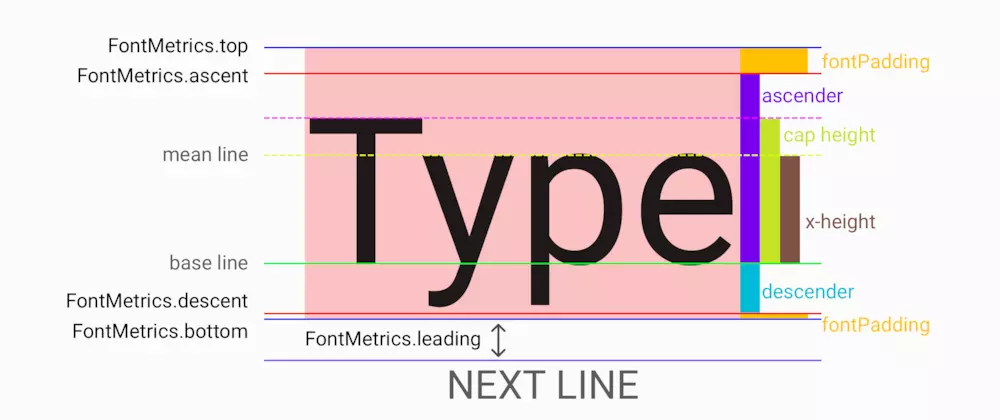 FontMetrics.top
fontPadding
FontMetrics.ascent
ascender
cap height
mean line
Type
x-height
base line
descender
FontMetrics.descent
fontPadding
FontMetrics.bottom
FontMetrics.leading
NEXT LINE